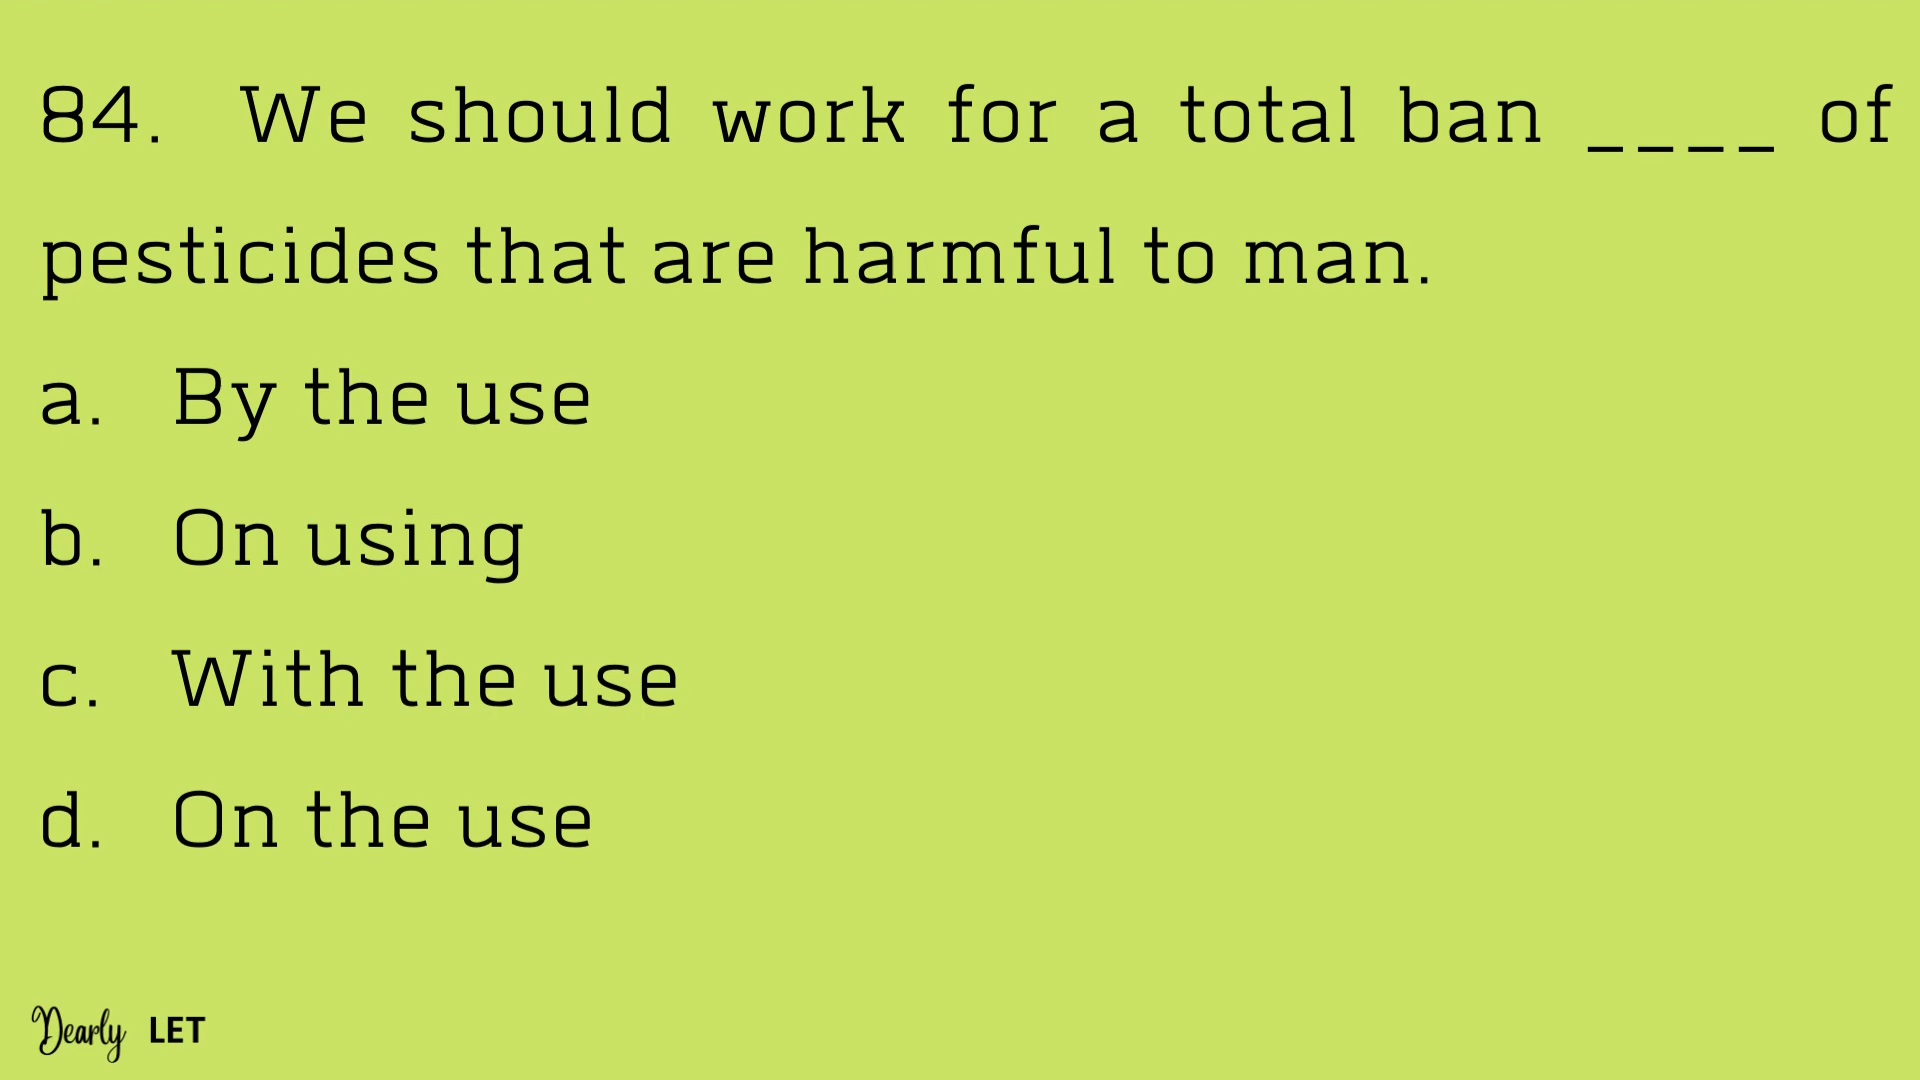 84. We should work for a total ban ____ of
pesticides that are harmful to man.
a. By the use
b. On using
c. With the use
d. On the use
Dearly LET